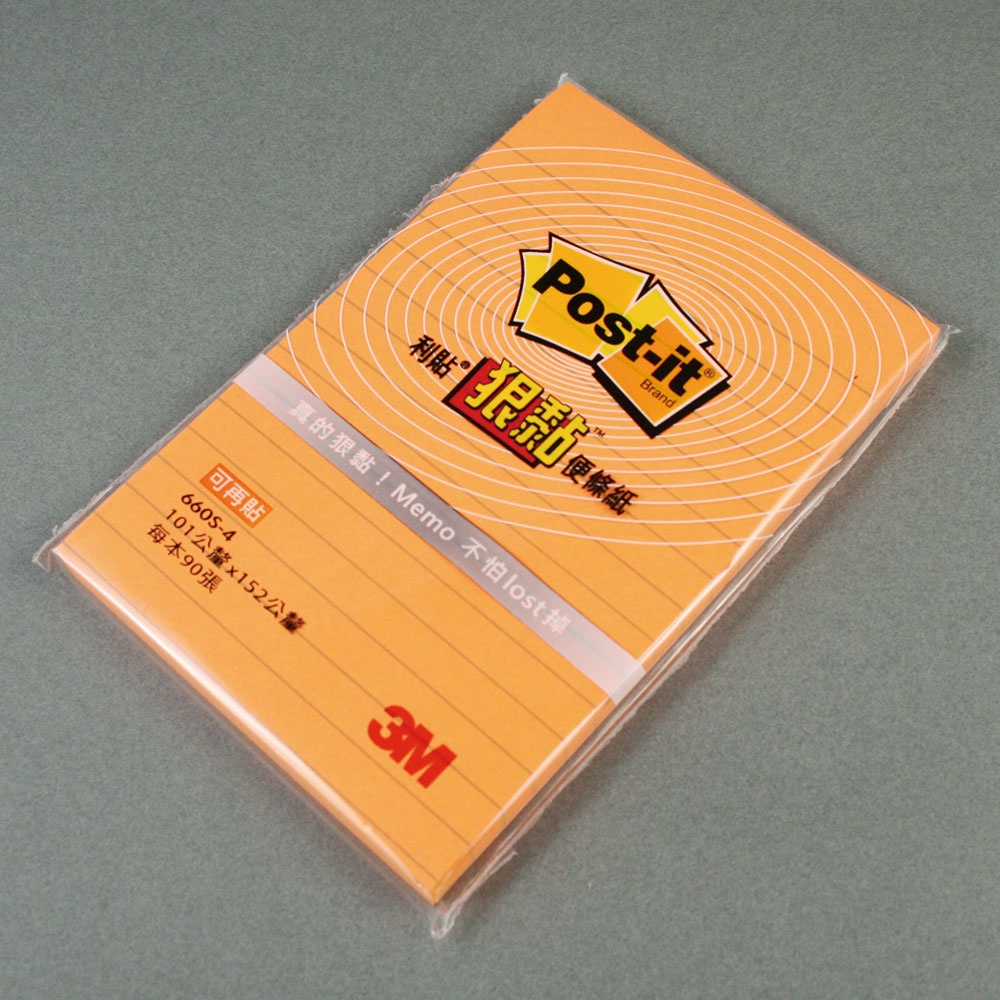 Post-it®
Brand
利貼® 狠黏™ 便條紙
真的狠黏！Memo 不怕lost掉
可再貼
660S-4
101公釐x152公釐
每本90張
3M